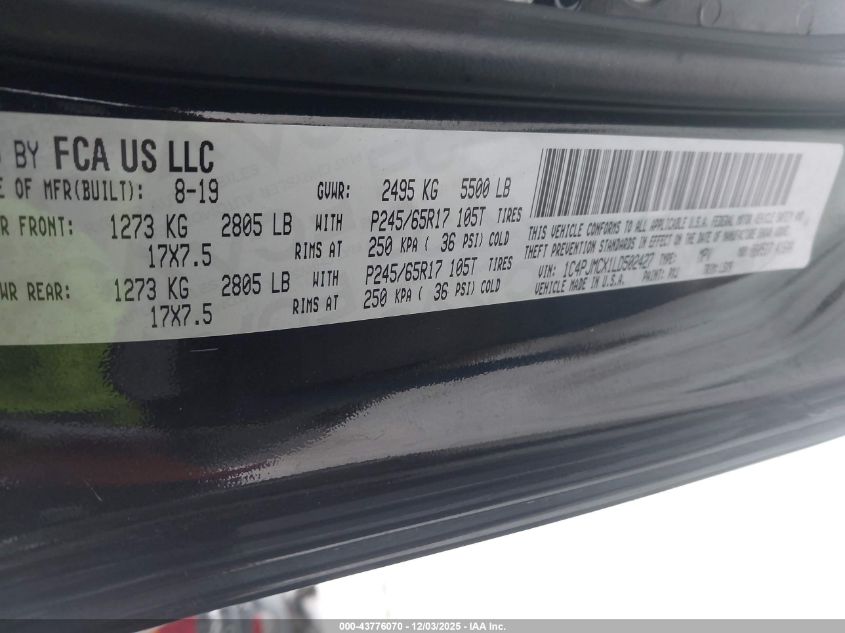 BY FCA US LLC
OF MFR(BUILT): 8-19 GVWR: 2495 KG 5500 LB
FRONT: 1273 KG 2805 LB WITH P245/65R17 105T TIRES
17X7.5 RIMS AT 250 KPA ( 36 PSI) COLD
REAR: 1273 KG 2805 LB WITH P245/65R17 105T TIRES
17X7.5 RIMS AT 250 KPA ( 36 PSI) COLD
THIS VEHICLE CONFORMS TO ALL APPLICABLE U.S.A. FEDERAL MOTOR VEHICLE SAFETY AND
THEFT PREVENTION STANDARDS IN EFFECT ON THE DATE OF MANUFACTURE SHOWN ABOVE.
VIN: 1C4PJMCX1LD502427 TYPE: MPV
VEHICLE MADE IN U.S.A. PAINT: TRIM:
000-43776070 - 12/03/2025 - IAA Inc.